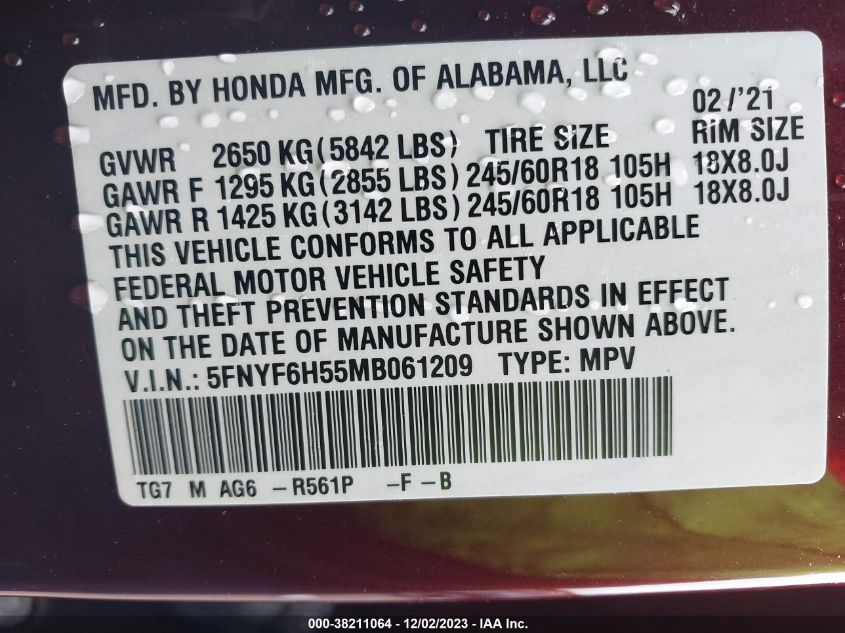 MFD. BY HONDA MFG. OF ALABAMA, LLC
02/'21
GVWR 2650 KG (5842 LBS) TIRE SIZE RIM SIZE
GAWR F 1295 KG (2855 LBS) 245/60R18 105H 18X8.0J
GAWR R 1425 KG (3142 LBS) 245/60R18 105H 18X8.0J
THIS VEHICLE CONFORMS TO ALL APPLICABLE
FEDERAL MOTOR VEHICLE SAFETY
AND THEFT PREVENTION STANDARDS IN EFFECT
ON THE DATE OF MANUFACTURE SHOWN ABOVE.
V.I.N.: 5FNYF6H55MB061209 TYPE: MPV
TG7 M AG6 -R561P -F -B
000-38211064 - 12/02/2023 - IAA Inc.